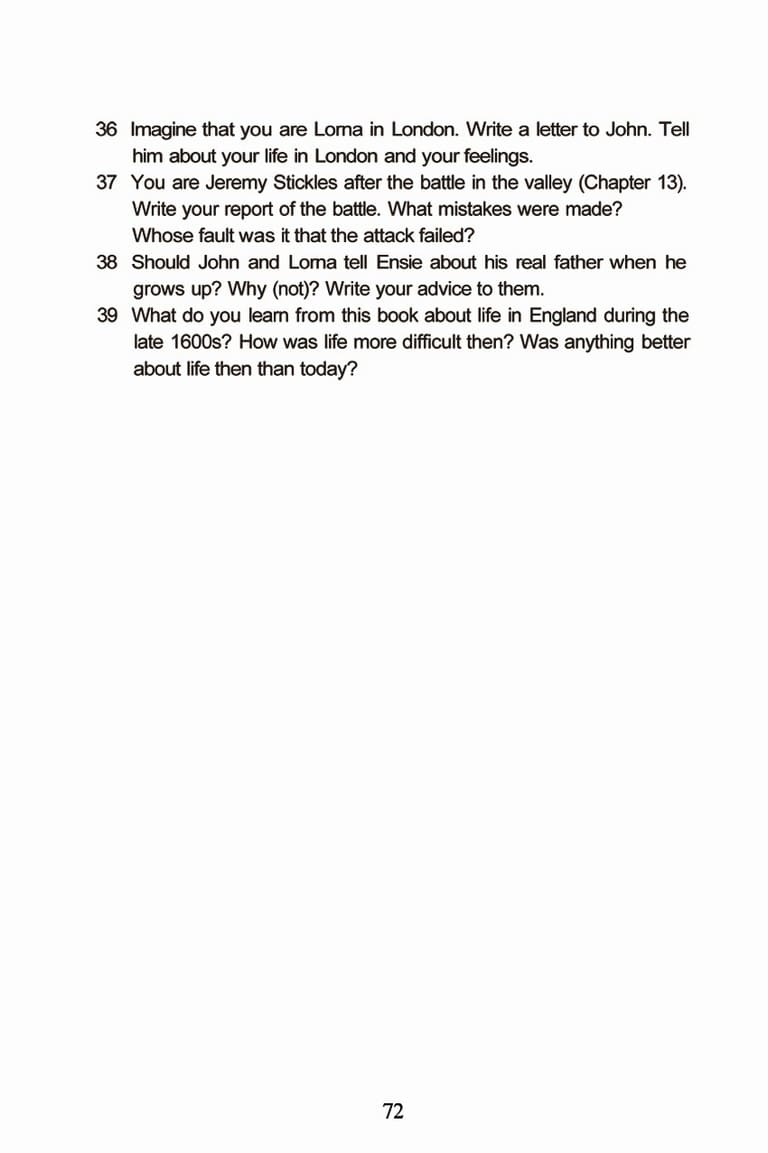 36 Imagine that you are Lorna in London. Write a letter to John. Tell
him about your life in London and your feelings.
37 You are Jeremy Stickles after the battle in the valley (Chapter 13).
Write your report of the battle. What mistakes were made?
Whose fault was it that the attack failed?
38 Should John and Lorna tell Ensie about his real father when he
grows up? Why (not)? Write your advice to them.
39 What do you learn from this book about life in England during the
late 1600s? How was life more difficult then? Was anything better
about life then than today?
72